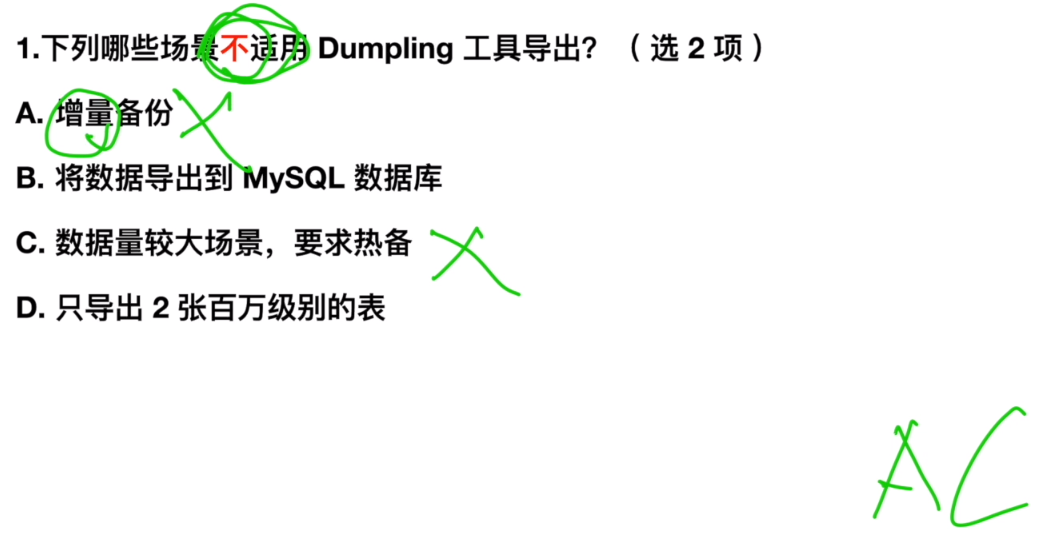 1.下列哪些场景不适用 Dumpling 工具导出？（选 2 项）
A. 增量备份
B. 将数据导出到 MySQL 数据库
C. 数据量较大场景，要求热备
D. 只导出 2 张百万级别的表
AC